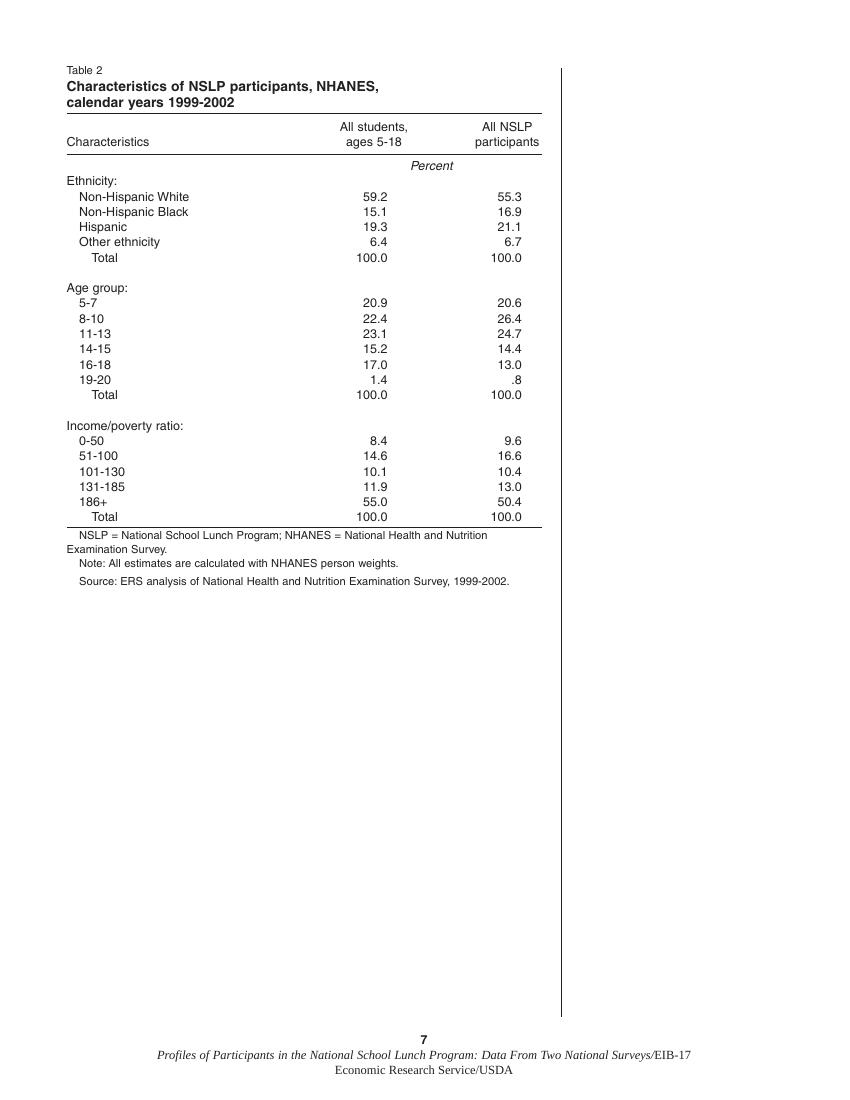 Table 2
Characteristics of NSLP participants, NHANES,
calendar years 1999-2002
All students, All NSLP
Characteristics ages 5-18 participants
Percent
Ethnicity:
Non-Hispanic White 59.2 55.3
Non-Hispanic Black 15.1 16.9
Hispanic 19.3 21.1
Other ethnicity 6.4 6.7
Total 100.0 100.0
Age group:
5-7 20.9 20.6
8-10 22.4 26.4
11-13 23.1 24.7
14-15 15.2 14.4
16-18 17.0 13.0
19-20 1.4 .8
Total 100.0 100.0
Income/poverty ratio:
0-50 8.4 9.6
51-100 14.6 16.6
101-130 10.1 10.4
131-185 11.9 13.0
186+ 55.0 50.4
Total 100.0 100.0
NSLP = National School Lunch Program; NHANES = National Health and Nutrition
Examination Survey.
Note: All estimates are calculated with NHANES person weights.
Source: ERS analysis of National Health and Nutrition Examination Survey, 1999-2002.
7
Profiles of Participants in the National School Lunch Program: Data From Two National Surveys/EIB-17
Economic Research Service/USDA